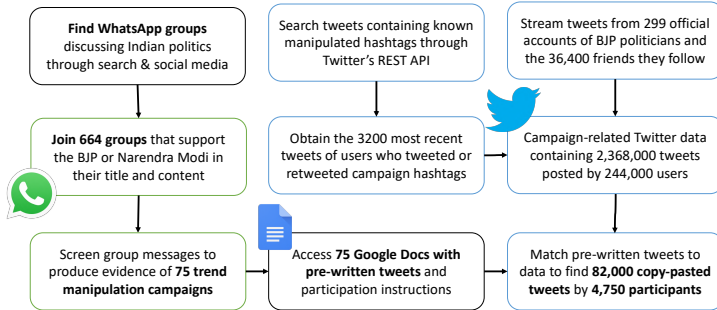 Find WhatsApp groups
discussing Indian politics
through search & social media
Search tweets containing known
manipulated hashtags through
Twitter's REST API
Stream tweets from 299 official
accounts of BJP politicians and
the 36,400 friends they follow
Join 664 groups that support
the BJP or Narendra Modi in
their title and content
Obtain the 3200 most recent
tweets of users who tweeted or
retweeted campaign hashtags
Campaign-related Twitter data
containing 2,368,000 tweets
posted by 244,000 users
Screen group messages to
produce evidence of 75 trend
manipulation campaigns
Access 75 Google Docs with
pre-written tweets and
participation instructions
Match pre-written tweets to
data to find 82,000 copy-pasted
tweets by 4,750 participants